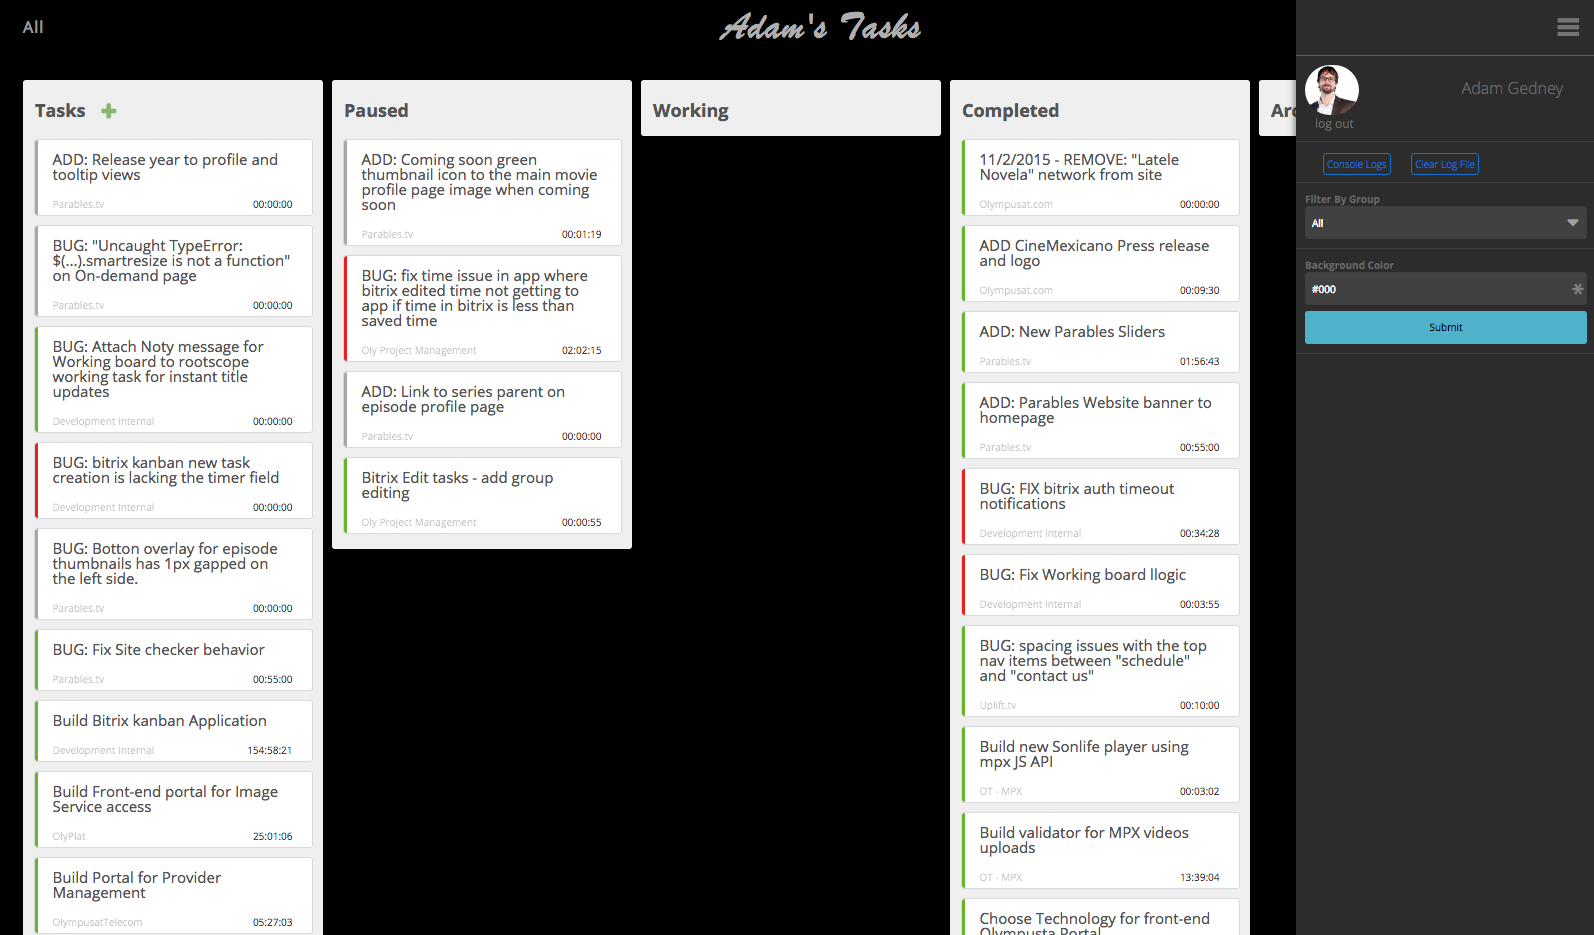 All
Adam's Tasks
Tasks
ADD: Release year to profile and
tooltip views
Parables.tv
00:00:00
BUG: "Uncaught TypeError:
$(...).smartresize is not a function"
on On-demand page
Parables.tv
00:00:00
BUG: Attach Noty message for
Working board to rootscope
working task for instant title
updates
Development Internal
00:00:00
BUG: bitrix kanban new task
creation is lacking the timer field
Development Internal
00:00:00
BUG: Botton overlay for episode
thumbnails has 1px gapped on
the left side.
Parables.tv
00:00:00
BUG: Fix Site checker behavior
Parables.tv
00:55:00
Build Bitrix kanban Application
Development Internal
154:58:21
Build Front-end portal for Image
Service access
OlyPlat
25:01:06
Build Portal for Provider
Management
OlympusatTelecom
05:27:03
Paused
ADD: Coming soon green
thumbnail icon to the main movie
profile page image when coming
soon
Parables.tv
00:01:19
BUG: fix time issue in app where
bitrix edited time not getting to
app if time in bitrix is less than
saved time
Oly Project Management
02:02:15
ADD: Link to series parent on
episode profile page
Parables.tv
00:00:00
Bitrix Edit tasks - add group
editing
Oly Project Management
00:00:55
Working
Completed
11/2/2015 - REMOVE: "Latele
Novela" network from site
Olympusat.com
00:00:00
ADD CineMexicano Press release
and logo
Olympusat.com
00:09:30
ADD: New Parables Sliders
Parables.tv
01:56:43
ADD: Parables Website banner to
homepage
Parables.tv
00:55:00
BUG: FIX bitrix auth timeout
notifications
Development Internal
00:34:28
BUG: Fix Working board llogic
Development Internal
00:03:55
BUG: spacing issues with the top
nav items between "schedule"
and "contact us"
Uplift.tv
00:10:00
Build new Sonlife player using
mpx JS API
OT - MPX
00:03:02
Build validator for MPX videos
uploads
OT - MPX
13:39:04
Choose Technology for front-end
Olympusta Portal
Arc
Adam Gedney
log out
Console Logs
Clear Log File
Filter By Group
All
Background Color
#000
Submit